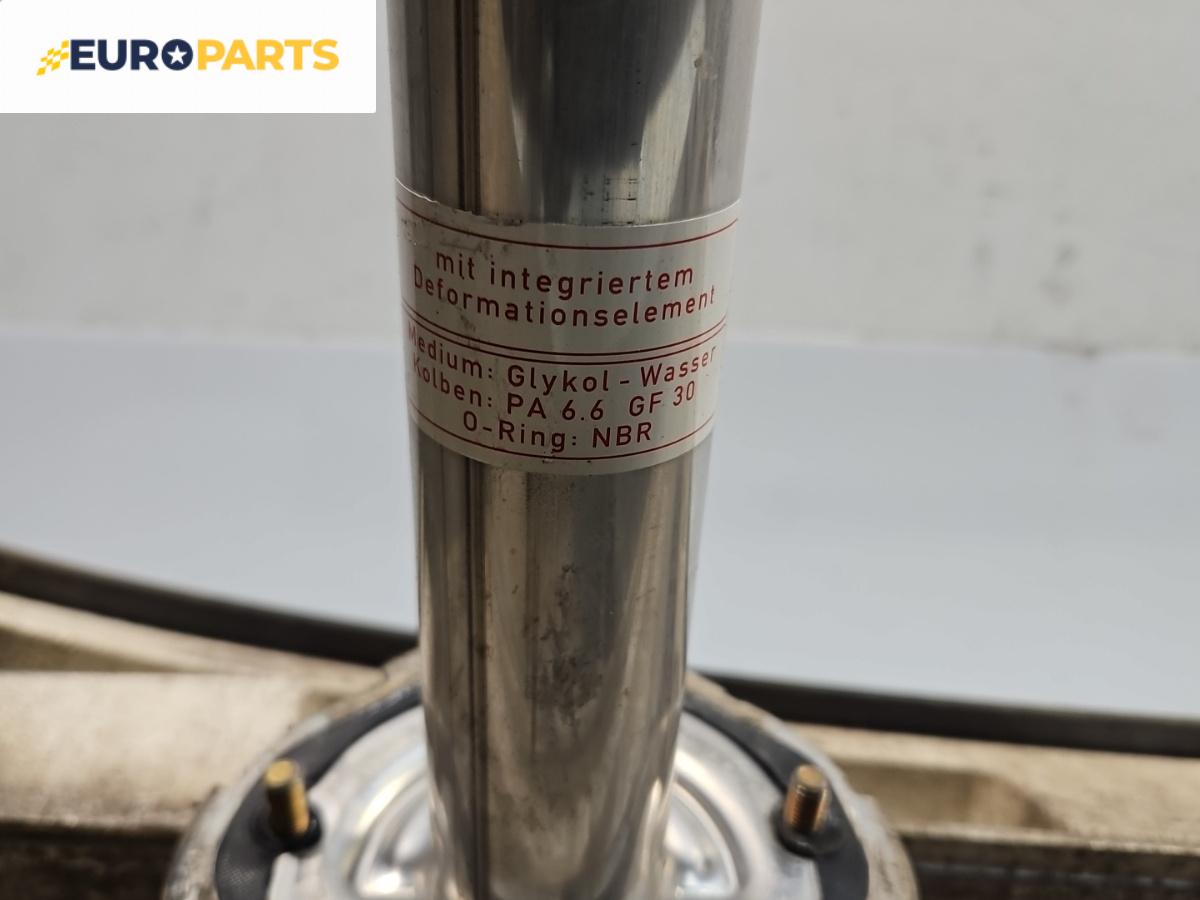 EUROPARTS
mit integriertem
Deformationselement
Medium: Glykol - Wasser
Kolben: PA 6.6 GF 30
O-Ring: NBR